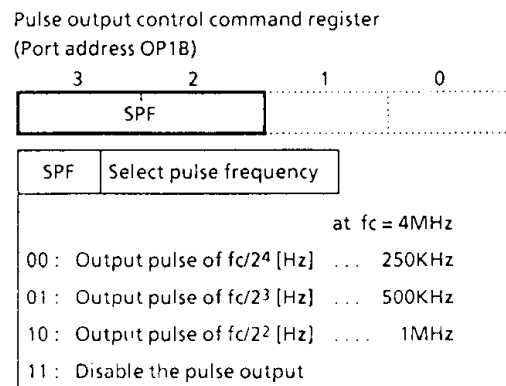 Pulse output control command register
(Port address OP1B)
3 2 1 0
SPF
SPF Select pulse frequency
at fc = 4MHz
00 : Output pulse of fc/2⁴ [Hz] ... 250KHz
01 : Output pulse of fc/2³ [Hz] ... 500KHz
10 : Output pulse of fc/2² [Hz] .... 1MHz
11 : Disable the pulse output